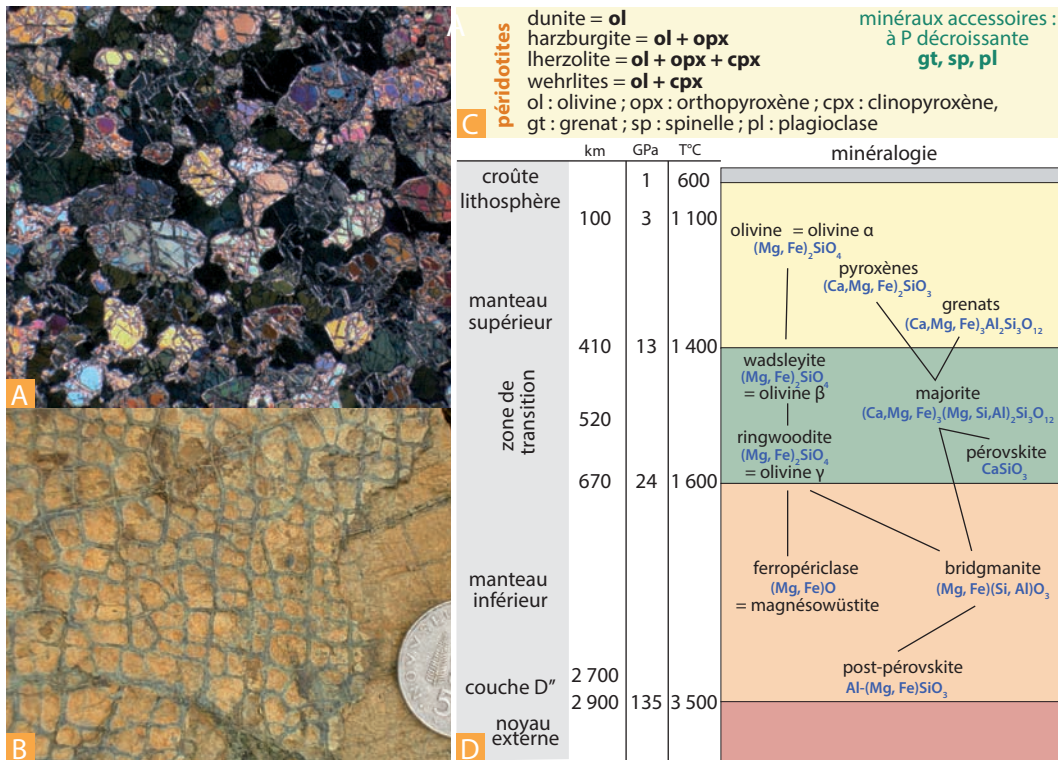 A
B
péridotites
dunite = ol
harzburgite = ol + opx
lherzolite = ol + opx + cpx
wehrlites = ol + cpx
ol : olivine ; opx : orthopyroxène ; cpx : clinopyroxène,
gt : grenat ; sp : spinelle ; pl : plagioclase
minéraux accessoires :
à P décroissante
gt, sp, pl
C
km GPa T°C minéralogie
croûte 1 600
lithosphère
100 3 1 100
olivine = olivine α
(Mg, Fe)₂SiO₄
pyroxènes
(Ca,Mg, Fe)₂SiO₃
manteau
supérieur
grenats
(Ca,Mg, Fe)₃Al₂Si₃O₁₂
410 13 1 400
zone de
transition
wadsleyite
(Mg, Fe)₂SiO₄
= olivine β
majorite
(Ca,Mg, Fe)₃(Mg, Si,Al)₂Si₃O₁₂
520
ringwoodite
(Mg, Fe)₂SiO₄
= olivine γ
pérovskite
CaSiO₃
670 24 1 600
manteau
inférieur
ferropériclase
(Mg, Fe)O
= magnésowüstite
bridgmanite
(Mg, Fe)(Si, Al)O₃
post-pérovskite
Al-(Mg, Fe)SiO₃
2 700
couche D″
2 900 135 3 500
noyau
externe
D